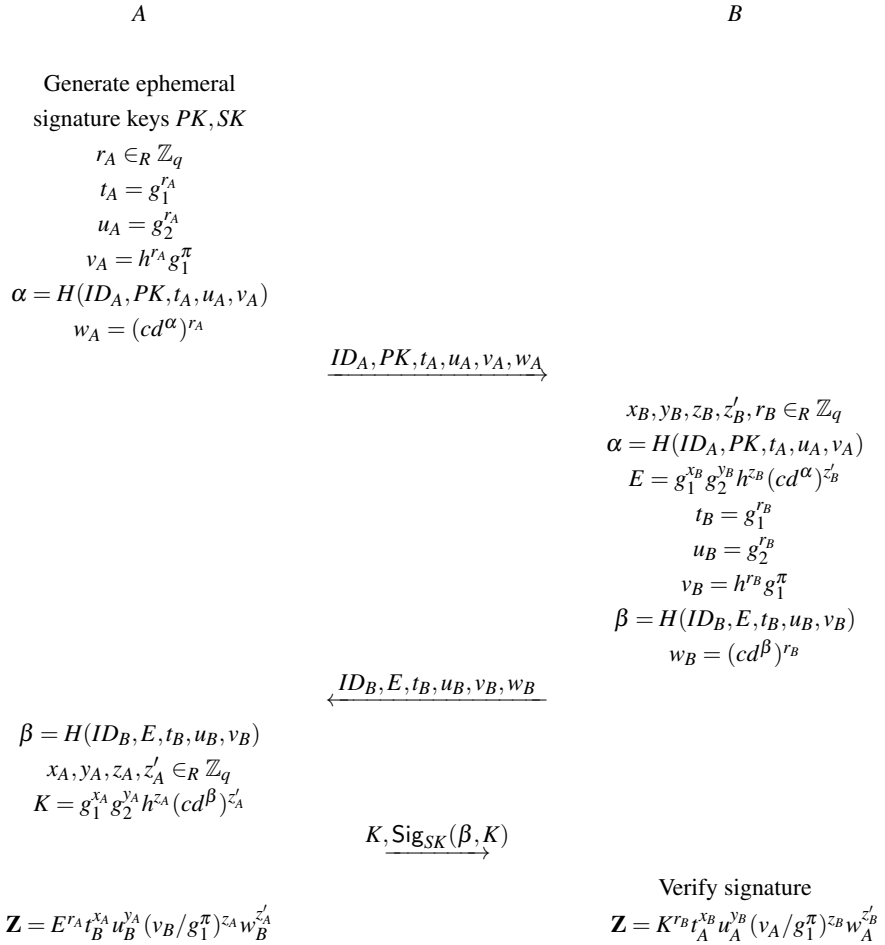 A B
Generate ephemeral
signature keys PK, SK
r_A ∈_R ℤ_q
t_A = g_1^{r_A}
u_A = g_2^{r_A}
v_A = h^{r_A} g_1^π
α = H(ID_A, PK, t_A, u_A, v_A)
w_A = (cd^α)^{r_A}
ID_A, PK, t_A, u_A, v_A, w_A
x_B, y_B, z_B, z'_B, r_B ∈_R ℤ_q
α = H(ID_A, PK, t_A, u_A, v_A)
E = g_1^{x_B} g_2^{y_B} h^{z_B} (cd^α)^{z'_B}
t_B = g_1^{r_B}
u_B = g_2^{r_B}
v_B = h^{r_B} g_1^π
β = H(ID_B, E, t_B, u_B, v_B)
w_B = (cd^β)^{r_B}
ID_B, E, t_B, u_B, v_B, w_B
β = H(ID_B, E, t_B, u_B, v_B)
x_A, y_A, z_A, z'_A ∈_R ℤ_q
K = g_1^{x_A} g_2^{y_A} h^{z_A} (cd^β)^{z'_A}
K, Sig_{SK}(β, K)
Verify signature
Z = E^{r_A} t_B^{x_A} u_B^{y_A} (v_B/g_1^π)^{z_A} w_B^{z'_A} Z = K^{r_B} t_A^{x_B} u_A^{y_B} (v_A/g_1^π)^{z_B} w_A^{z'_B}